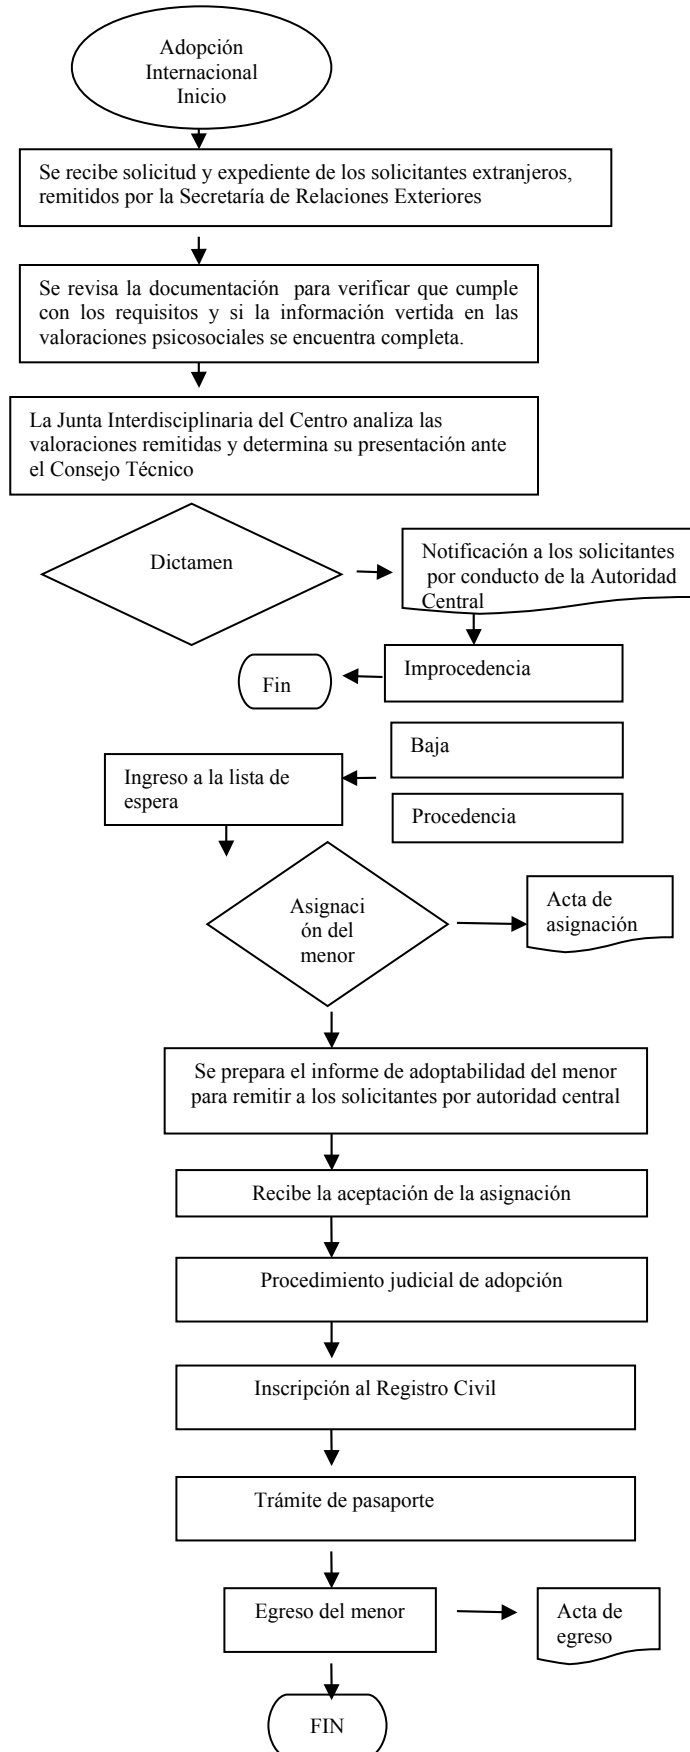 Adopción
Internacional
Inicio
Se recibe solicitud y expediente de los solicitantes extranjeros,
remitidos por la Secretaría de Relaciones Exteriores
Se revisa la documentación para verificar que cumple
con los requisitos y si la información vertida en las
valoraciones psicosociales se encuentra completa.
La Junta Interdisciplinaria del Centro analiza las
valoraciones remitidas y determina su presentación ante
el Consejo Técnico
Dictamen
Notificación a los solicitantes
por conducto de la Autoridad
Central
Improcedencia
Fin
Baja
Ingreso a la lista de
espera
Procedencia
Asignaci
ón del
menor
Acta de
asignación
Se prepara el informe de adoptabilidad del menor
para remitir a los solicitantes por autoridad central
Recibe la aceptación de la asignación
Procedimiento judicial de adopción
Inscripción al Registro Civil
Trámite de pasaporte
Egreso del menor
Acta de
egreso
FIN